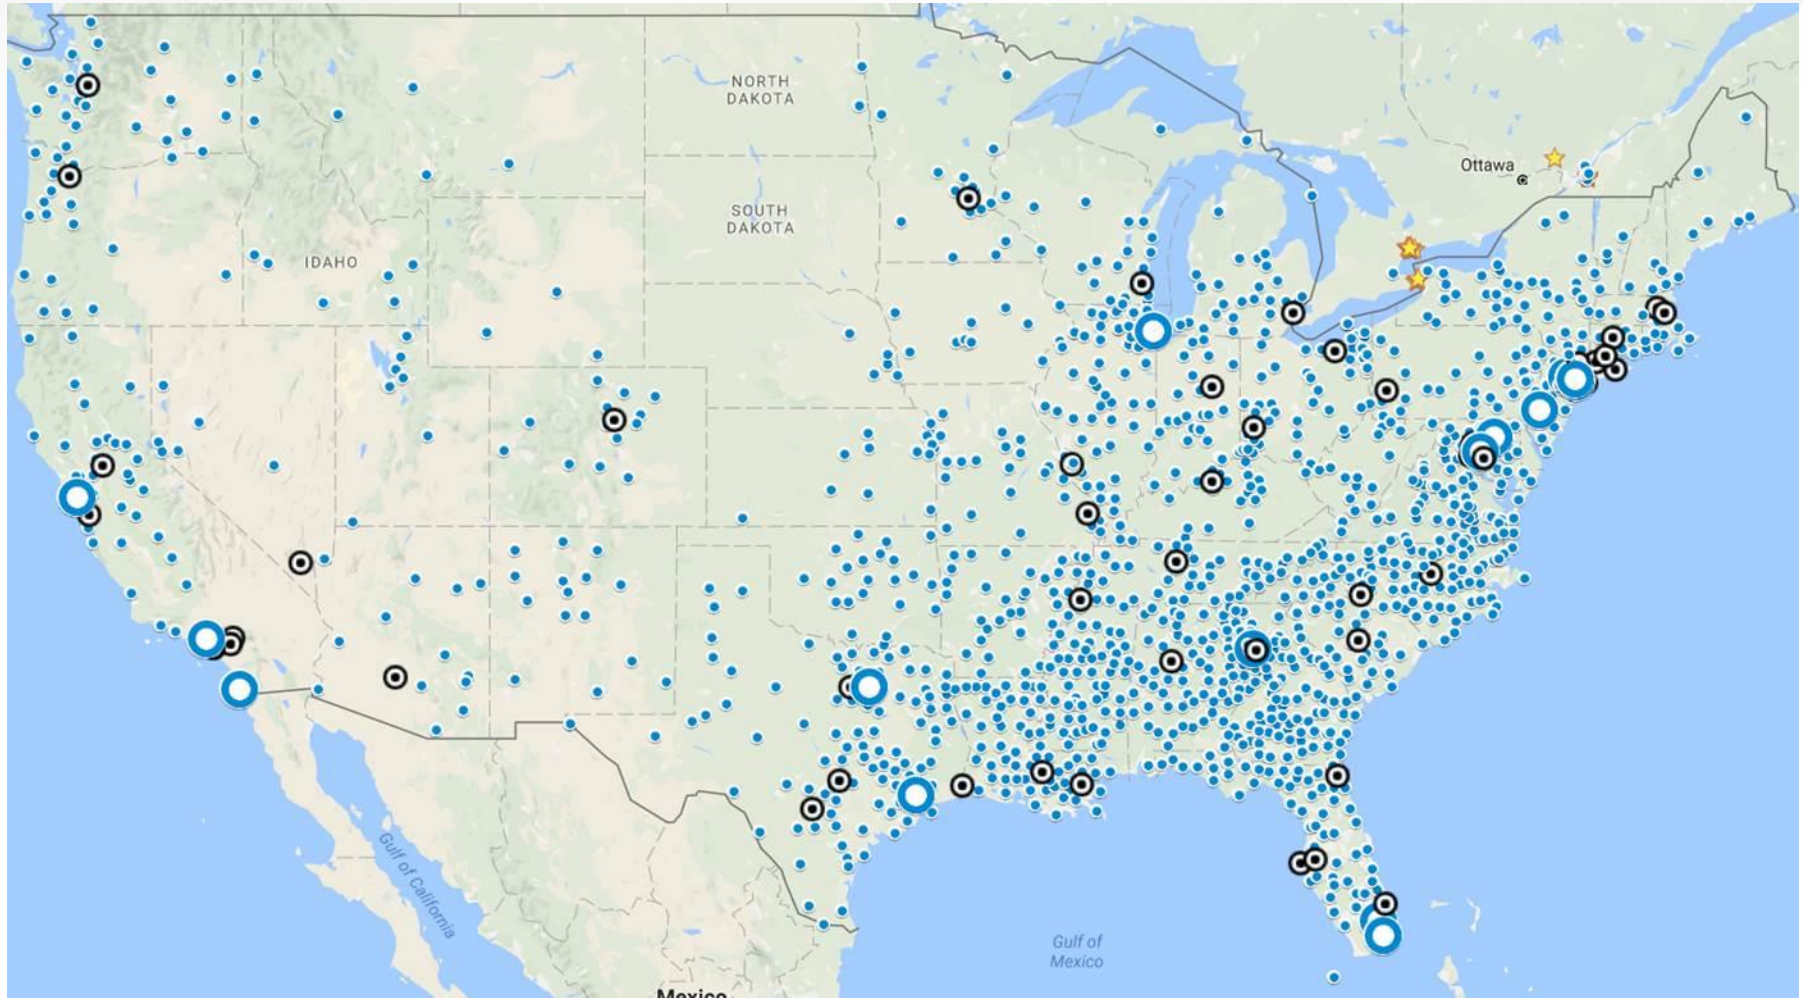 NORTH
DAKOTA
Ottawa
SOUTH
DAKOTA
IDAHO
Gulf of California
Gulf of
Mexico
Mexico